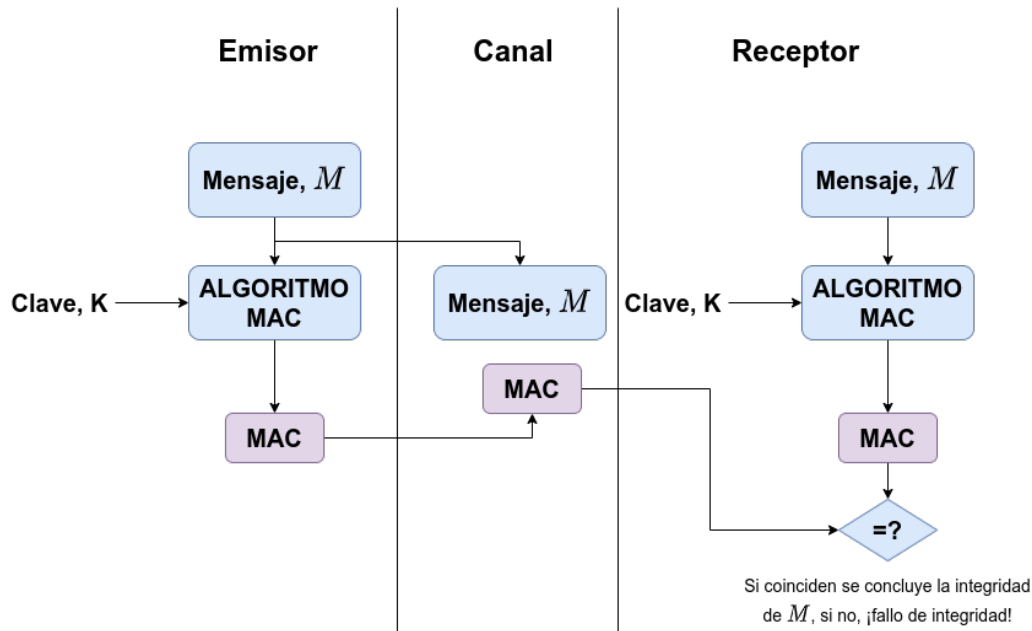 Emisor
Canal
Receptor
Mensaje, M
Mensaje, M
Clave, K
ALGORITMO
MAC
Mensaje, M
Clave, K
ALGORITMO
MAC
MAC
MAC
MAC
=?
Si coinciden se concluye la integridad
de M, si no, ¡fallo de integridad!